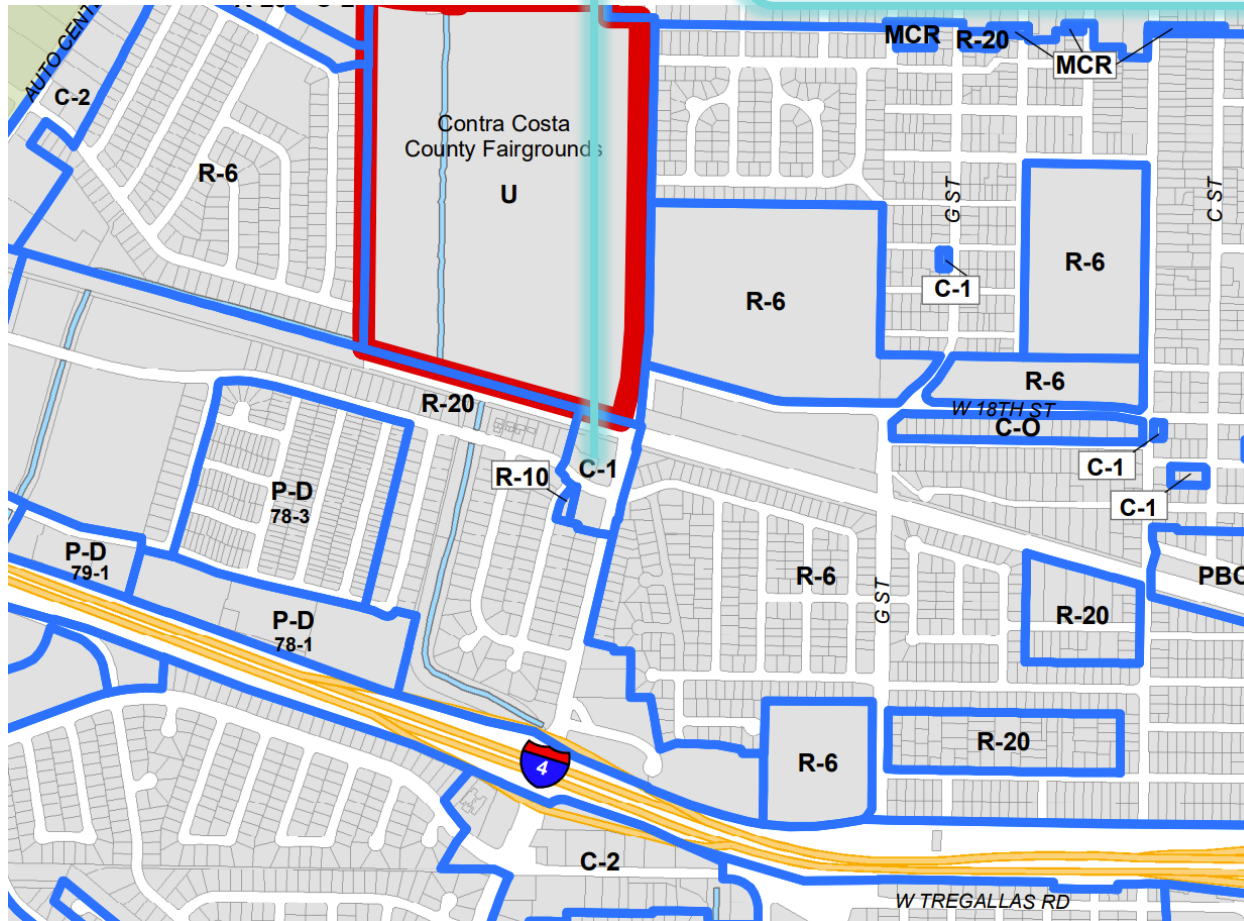 AUTO CENT
C-2
R-6
Contra Costa
County Fairgrounds
U
MCR
R-20
MCR
G ST
C ST
R-6
C-1
R-6
R-6
W 18TH ST
C-O
C-1
C-1
R-20
C-1
R-10
P-D
78-3
P-D
79-1
P-D
78-1
R-6
G ST
R-20
PBC
R-20
R-6
4
C-2
W TREGALLAS RD